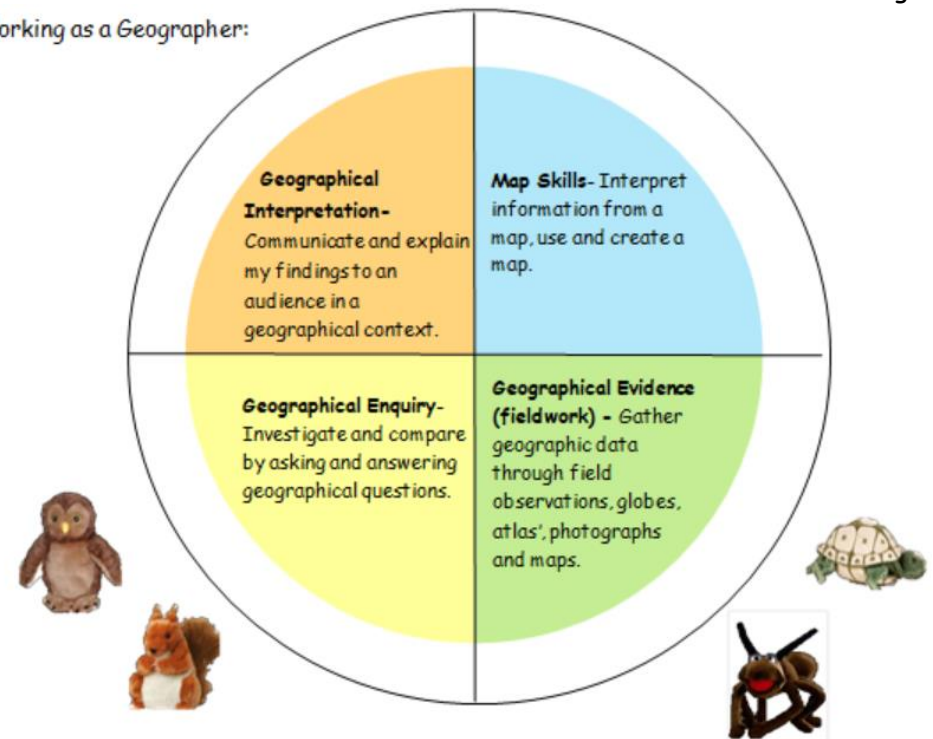 orking as a Geographer:
Geographical
Interpretation-
Communicate and explain
my findings to an
audience in a
geographical context.
Map Skills- Interpret
information from a
map, use and create a
map.
Geographical Enquiry-
Investigate and compare
by asking and answering
geographical questions.
Geographical Evidence
(fieldwork) - Gather
geographic data
through field
observations, globes,
atlas', photographs
and maps.